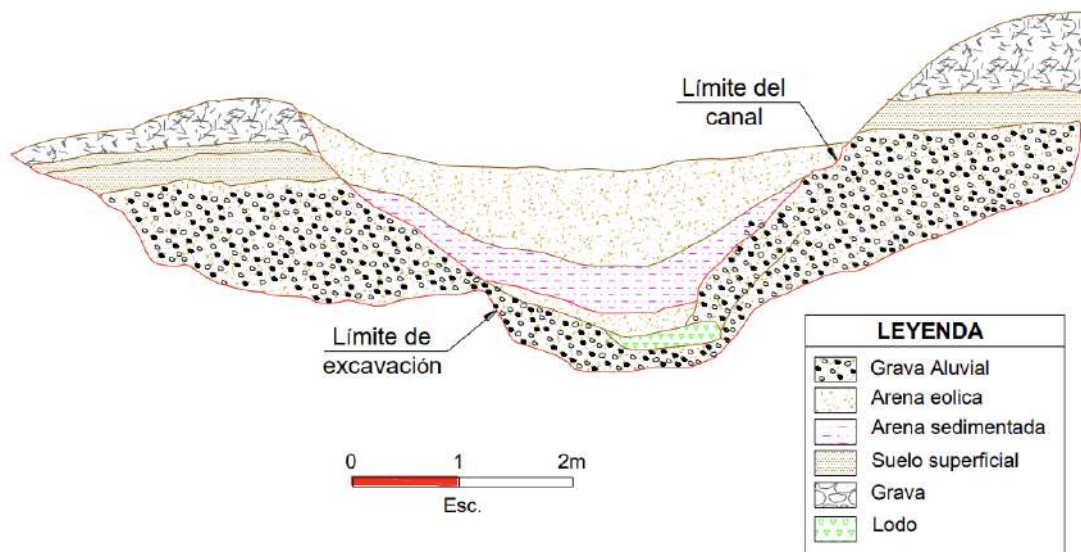 Límite del
canal
Límite de
excavación
0 1 2m
Esc.
LEYENDA
Grava Aluvial
Arena eolica
Arena sedimentada
Suelo superficial
Grava
Lodo